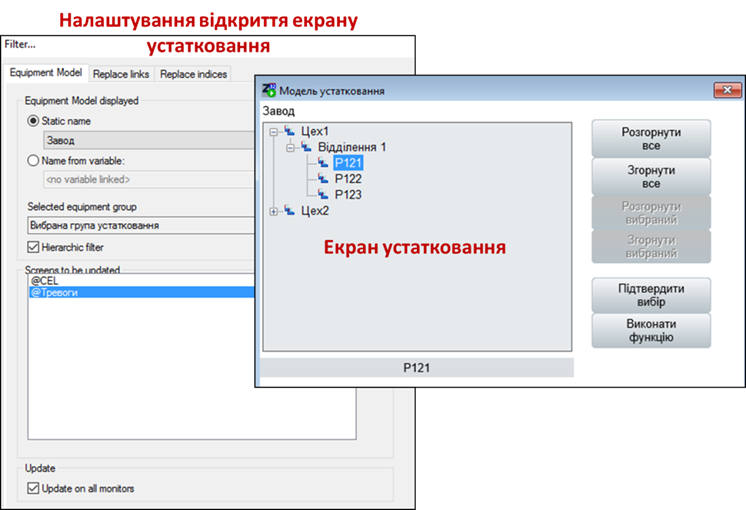 Налаштування відкриття екрану
устатковання
Filter...
Equipment Model
Replace links
Replace indices
Equipment Model displayed
Static name
Завод
Name from variable:
<no variable linked>
Selected equipment group
Вибрана група устатковання
Hierarchic filter
Screens to be updated
@CEL
@Тревоги
Update
Update on all monitors
Модель устатковання
Завод
Цех1
Відділення 1
P121
P122
P123
Цех2
Екран устатковання
P121
Розгорнути
все
Згорнути
все
Розгорнути
вибраний
Згорнути
вибраний
Підтвердити
вибір
Виконати
функцію